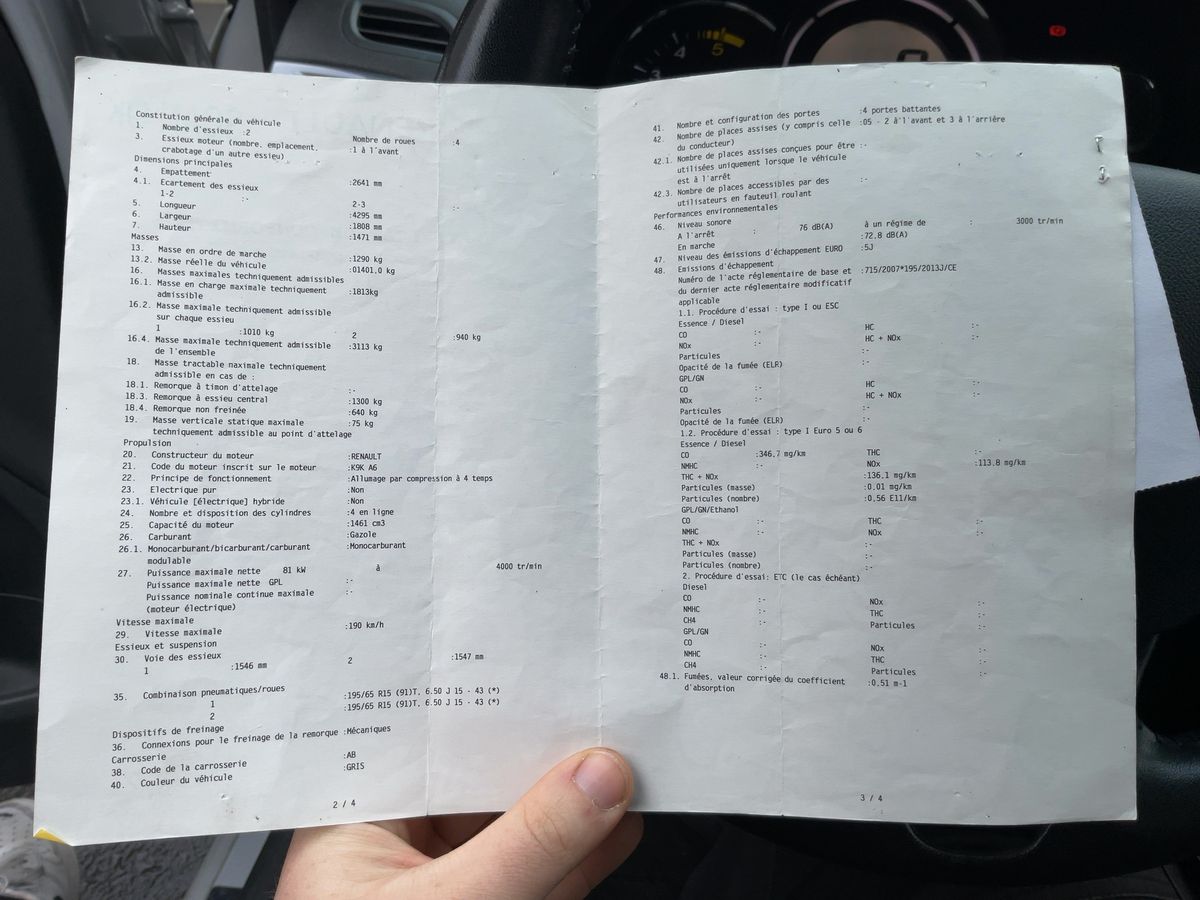 Constitution générale du véhicule
1. Nombre d'essieux :2 Nombre de roues :4
3. Essieux moteur (nombre, emplacement, :1 à l'avant
crabotage d'un autre essieu)
Dimensions principales
4. Empattement :2641 mm
4.1. Ecartement des essieux
1-2 :- 2-3 :-
5. Longueur :4295 mm
6. Largeur :1808 mm
7. Hauteur :1471 mm
Masses
13. Masse en ordre de marche :1290 kg
13.2. Masse réelle du véhicule :01401,0 kg
16. Masses maximales techniquement admissibles
16.1. Masse en charge maximale techniquement :1813kg
admissible
16.2. Masse maximale techniquement admissible
sur chaque essieu
1 :1010 kg 2 :940 kg
16.4. Masse maximale techniquement admissible :3113 kg
de l'ensemble
18. Masse tractable maximale techniquement
admissible en cas de :
18.1. Remorque à timon d'attelage :-
18.3. Remorque à essieu central :1300 kg
18.4. Remorque non freinée :640 kg
19. Masse verticale statique maximale :75 kg
techniquement admissible au point d'attelage
Propulsion
20. Constructeur du moteur :RENAULT
21. Code du moteur inscrit sur le moteur :K9K A6
22. Principe de fonctionnement :Allumage par compression à 4 temps
23. Electrique pur :Non
23.1. Véhicule [électrique] hybride :Non
24. Nombre et disposition des cylindres :4 en ligne
25. Capacité du moteur :1461 cm3
26. Carburant :Gazole
26.1. Monocarburant/bicarburant/carburant :Monocarburant
modulable
27. Puissance maximale nette 81 kW à 4000 tr/min
Puissance maximale nette GPL :-
Puissance nominale continue maximale :-
(moteur électrique)
Vitesse maximale
29. Vitesse maximale :190 km/h
Essieux et suspension
30. Voie des essieux
1 :1546 mm 2 :1547 mm
35. Combinaison pneumatiques/roues
1 :195/65 R15 (91)T, 6.50 J 15 - 43 (*)
2 :195/65 R15 (91)T, 6.50 J 15 - 43 (*)
Dispositifs de freinage
36. Connexions pour le freinage de la remorque :Mécaniques
Carrosserie
38. Code de la carrosserie :AB
40. Couleur du véhicule :GRIS
2 / 4
41. Nombre et configuration des portes :4 portes battantes
42. Nombre de places assises (y compris celle :05 - 2 à l'avant et 3 à l'arrière
du conducteur)
42.1. Nombre de places assises conçues pour être :-
utilisées uniquement lorsque le véhicule
est à l'arrêt
42.3. Nombre de places accessibles par des :-
utilisateurs en fauteuil roulant
Performances environnementales
46. Niveau sonore
A l'arrêt : 76 dB(A) à un régime de : 3000 tr/min
En marche :72.8 dB(A)
47. Niveau des émissions d'échappement EURO :5J
48. Emissions d'échappement
Numéro de l'acte réglementaire de base et :715/2007*195/2013J/CE
du dernier acte réglementaire modificatif
applicable
1.1. Procédure d'essai : type I ou ESC
Essence / Diesel
CO :- HC :-
NOx :- HC + NOx :-
Particules :-
Opacité de la fumée (ELR) :-
GPL/GN
CO :- HC :-
NOx :- HC + NOx :-
Particules :-
Opacité de la fumée (ELR) :-
1.2. Procédure d'essai : type I Euro 5 ou 6
Essence / Diesel
CO :346.7 mg/km THC :-
NMHC :- NOx :113.8 mg/km
THC + NOx :136.1 mg/km
Particules (masse) :0.01 mg/km
Particules (nombre) :0.56 E11/km
GPL/GN/Ethanol
CO :- THC :-
NMHC :- NOx :-
THC + NOx :-
Particules (masse) :-
Particules (nombre) :-
2. Procédure d'essai: ETC (le cas échéant)
Diesel
CO :- NOx :-
NMHC :- THC :-
CH4 :- Particules :-
GPL/GN
CO :- NOx :-
NMHC :- THC :-
CH4 :- Particules :-
48.1. Fumées, valeur corrigée du coefficient :0.51 m-1
d'absorption
3 / 4
3 4 5
0